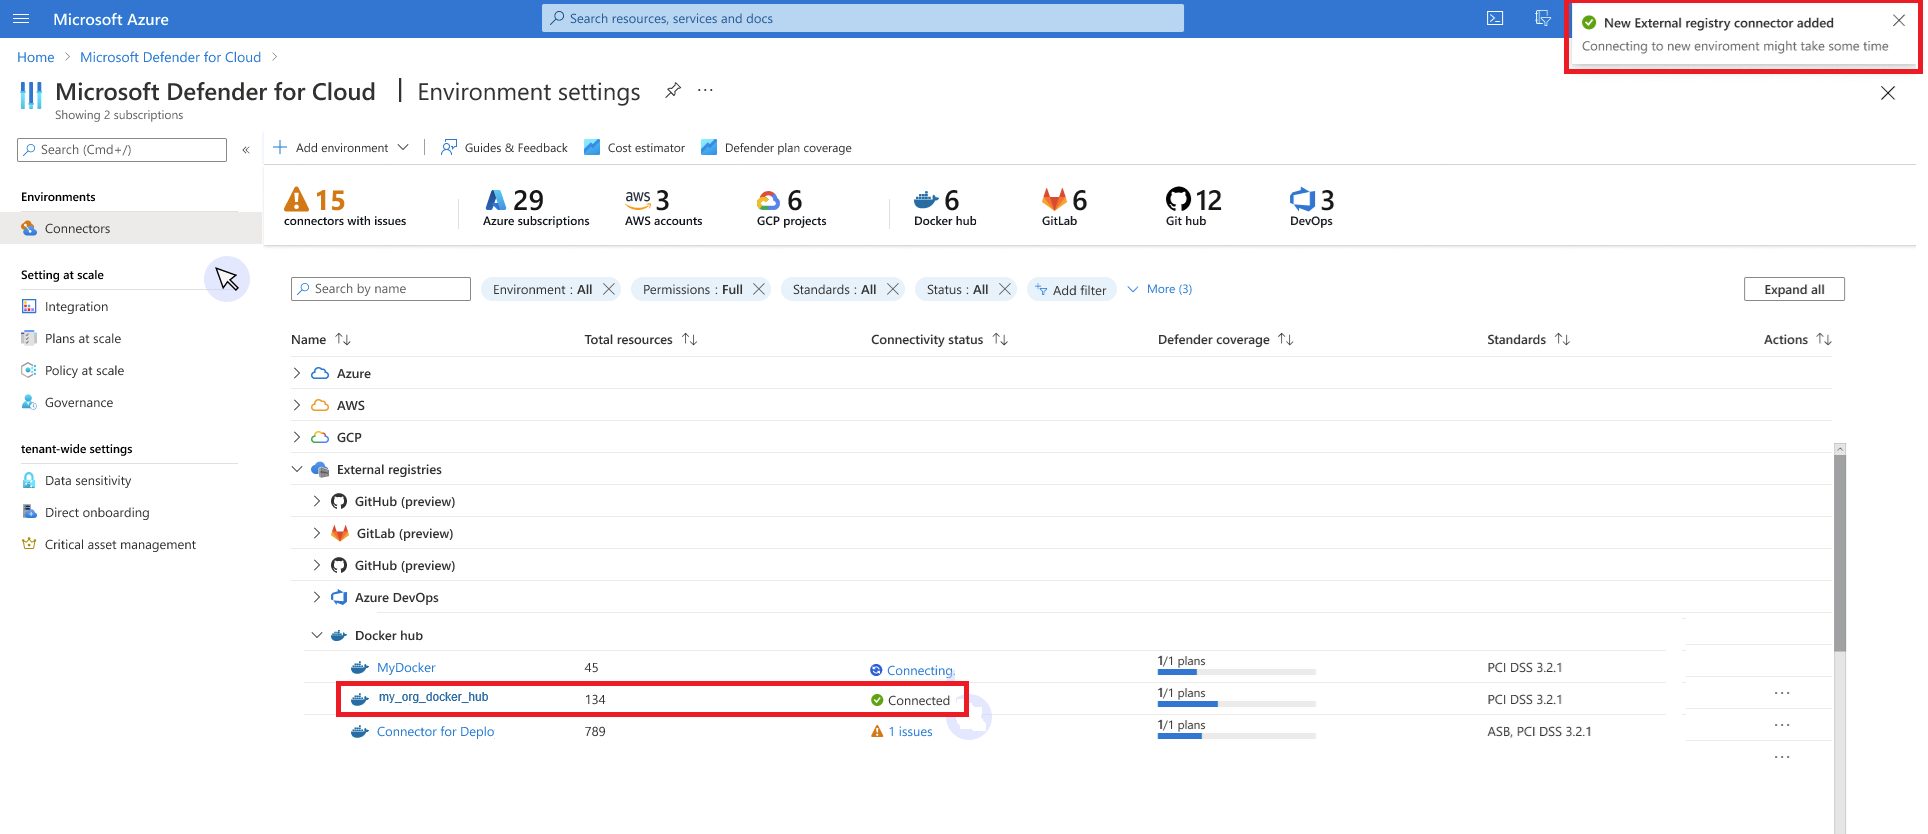 Microsoft Azure
Search resources, services and docs
New External registry connector added
Connecting to new enviroment might take some time
Home > Microsoft Defender for Cloud >
Microsoft Defender for Cloud | Environment settings
Showing 2 subscriptions
Search (Cmd+/)
Add environment
Guides & Feedback
Cost estimator
Defender plan coverage
Environments
Connectors
Setting at scale
Integration
Plans at scale
Policy at scale
Governance
tenant-wide settings
Data sensitivity
Direct onboarding
Critical asset management
15
connectors with issues
29
Azure subscriptions
aws 3
AWS accounts
6
GCP projects
6
Docker hub
6
GitLab
12
Git hub
3
DevOps
Search by name
Environment : All
Permissions : Full
Standards : All
Status : All
Add filter
More (3)
Expand all
Name Total resources Connectivity status Defender coverage Standards Actions
Azure
AWS
GCP
External registries
GitHub (preview)
GitLab (preview)
GitHub (preview)
Azure DevOps
Docker hub
MyDocker 45 Connecting 1/1 plans PCI DSS 3.2.1
my_org_docker_hub 134 Connected 1/1 plans PCI DSS 3.2.1
Connector for Deplo 789 1 issues 1/1 plans ASB, PCI DSS 3.2.1